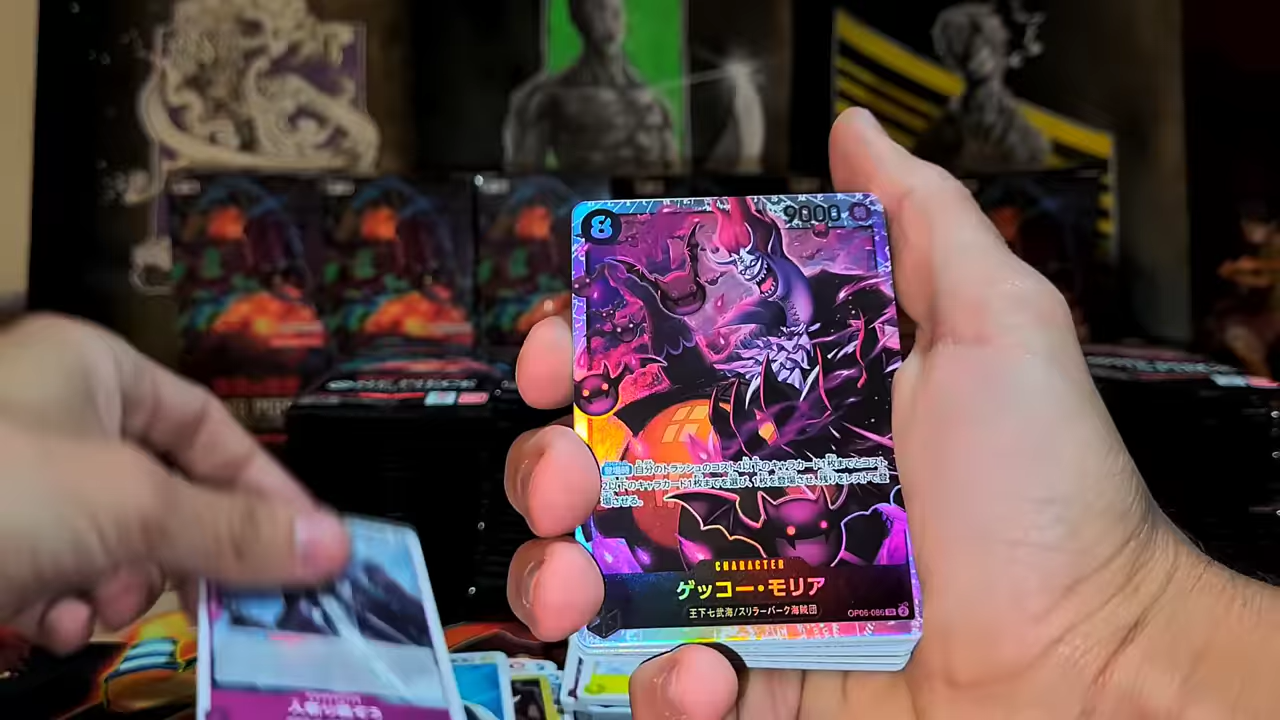 8
9000
登場時 自分のトラッシュのコスト4以下のキャラカード1枚までとコスト
2以下のキャラカード1枚までを選び、1枚を登場させ、残りをレストで登
場させる。
CHARACTER
ゲッコー・モリア
王下七武海/スリラーバーク海賊団
OP06-086 SR